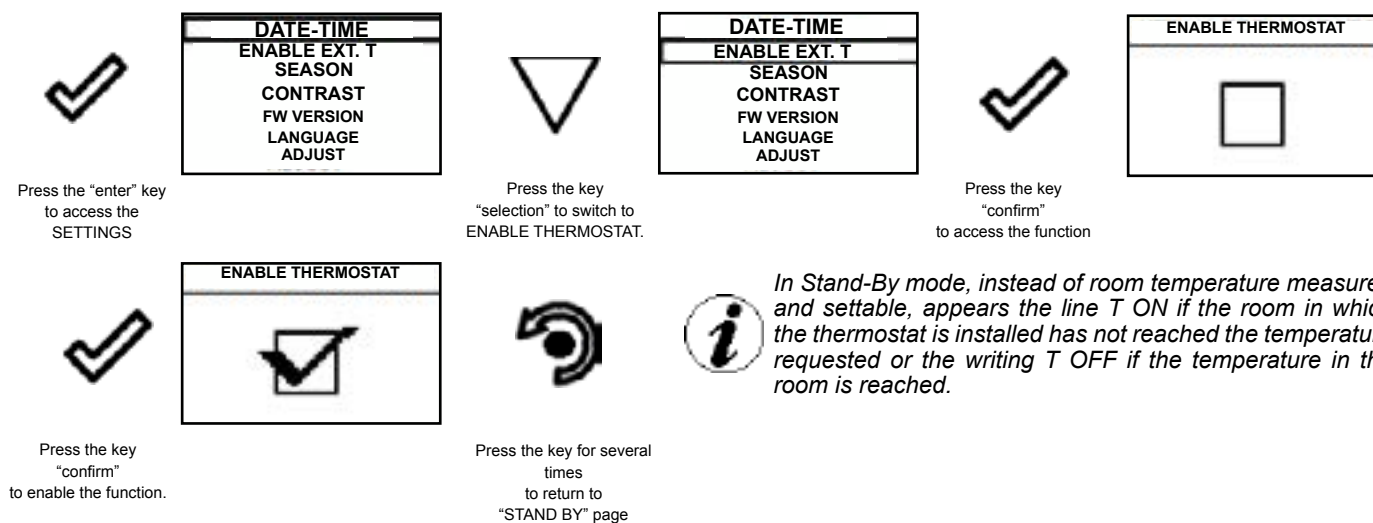 DATE-TIME
ENABLE EXT. T
SEASON
CONTRAST
FW VERSION
LANGUAGE
ADJUST
Press the “enter” key
to access the
SETTINGS
DATE-TIME
ENABLE EXT. T
SEASON
CONTRAST
FW VERSION
LANGUAGE
ADJUST
Press the key
“selection” to switch to
ENABLE THERMOSTAT.
ENABLE THERMOSTAT
Press the key
“confirm”
to access the function
ENABLE THERMOSTAT
Press the key
“confirm”
to enable the function.
Press the key for several
times
to return to
“STAND BY” page
In Stand-By mode, instead of room temperature measure
and settable, appears the line T ON if the room in whic
the thermostat is installed has not reached the temperatu
requested or the writing T OFF if the temperature in th
room is reached.